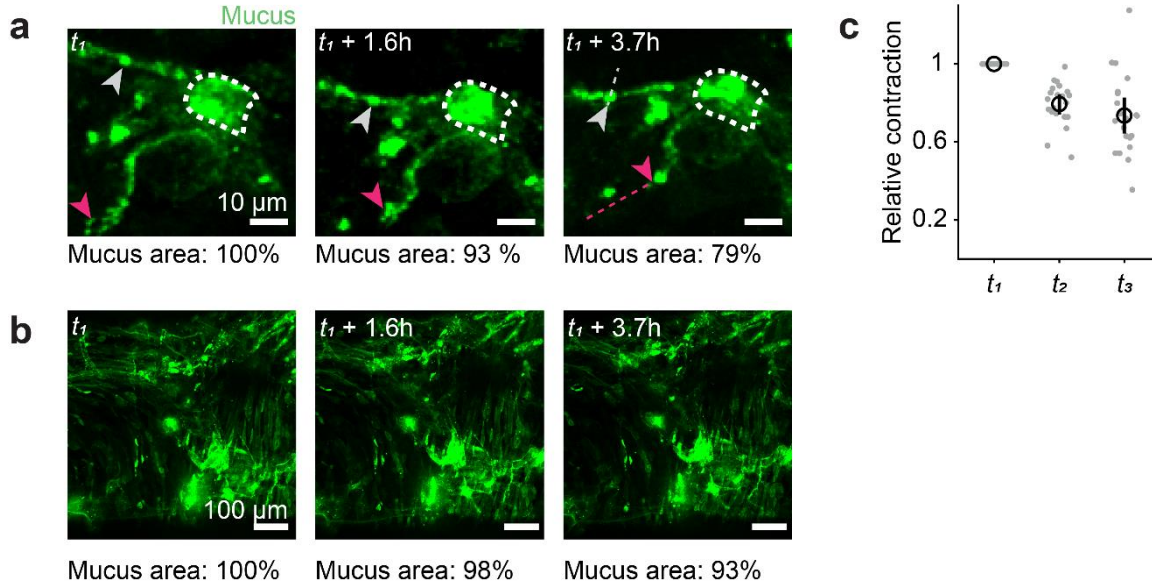 Mucus
a
t₁
t₁ + 1.6h
t₁ + 3.7h
10 µm
Mucus area: 100%
Mucus area: 93 %
Mucus area: 79%
b
t₁
t₁ + 1.6h
t₁ + 3.7h
100 µm
Mucus area: 100%
Mucus area: 98%
Mucus area: 93%
c
Relative contraction
1
0.6
0.2
t₁
t₂
t₃